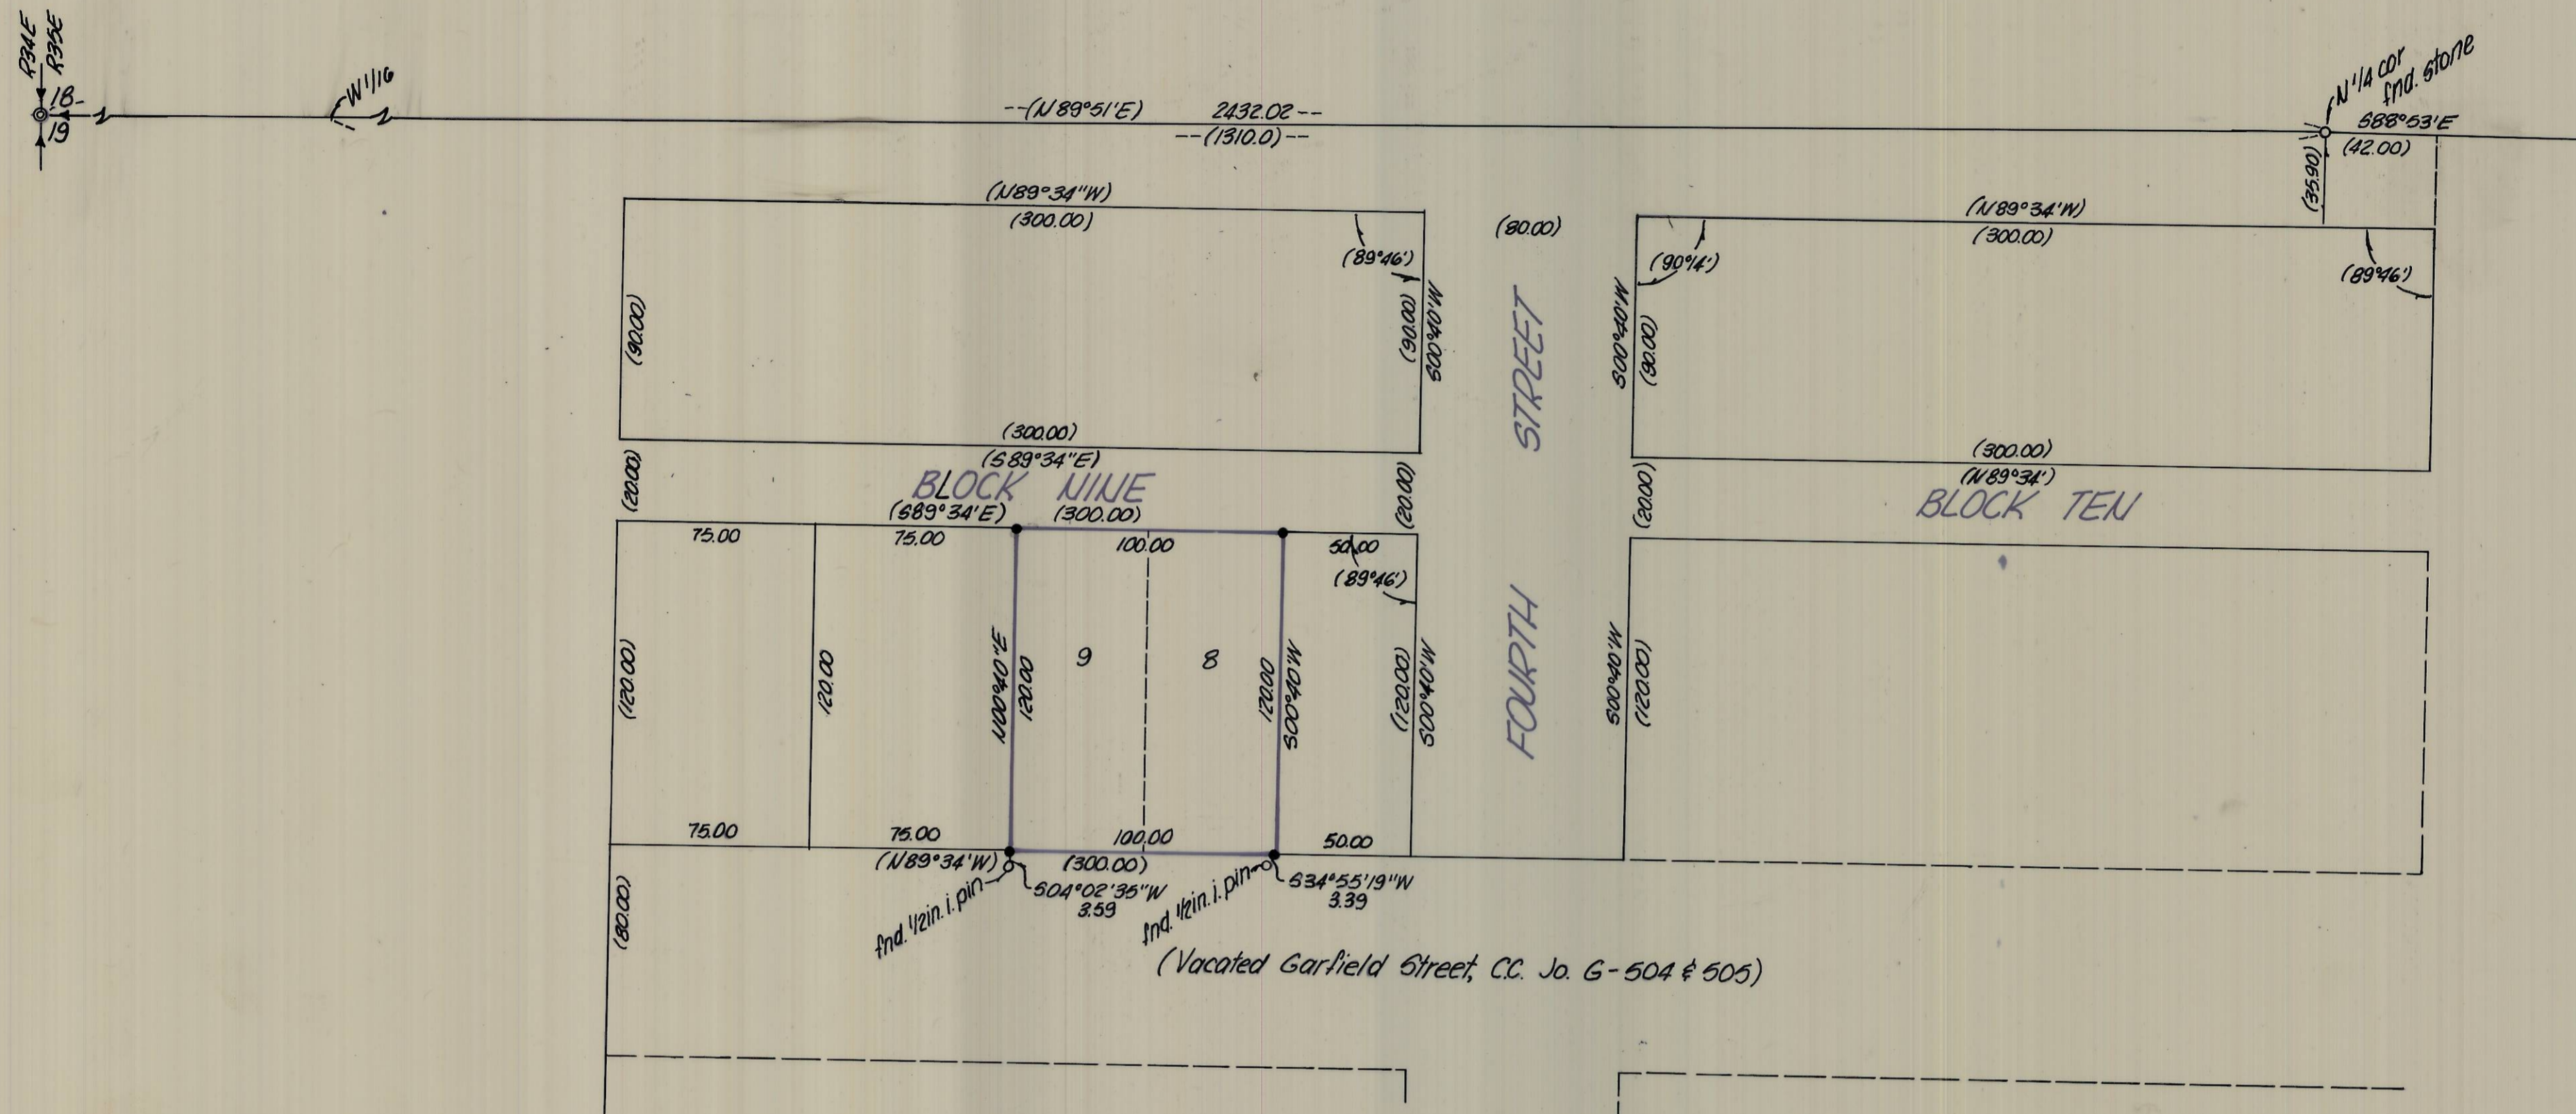 R34E
R35E
18
19
W 1/16
(N89°51'E) 2432.02
(1310.0)
N 1/4 cor
fnd. stone
S88°53'E
(42.00)
(35.90)
(N89°34"W)
(300.00)
(89°46')
(90.00)
(90.00)
S00°40'W
(300.00)
(S89°34"E)
(80.00)
(N89°34'W)
(300.00)
(90°14')
(89°46')
S00°40'W
(90.00)
(300.00)
(N89°34')
FOURTH STREET
(20.00)
BLOCK NINE
(20.00)
(20.00)
BLOCK TEN
(S89°34'E) (300.00)
75.00
75.00
100.00
50.00
(89°46')
(120.00)
120.00
N00°40"E
120.00
9
8
120.00
S00°40'W
(120.00)
S00°40'W
S00°40'W
(120.00)
75.00
75.00
100.00
50.00
(N89°34'W)
(300.00)
fnd. 1/2in. i. pin
S04°02'35"W
3.59
fnd. 1/2in. i. pin
S34°55'19"W
3.39
(80.00)
(Vacated Garfield Street, C.C. Jo. G-504 & 505)